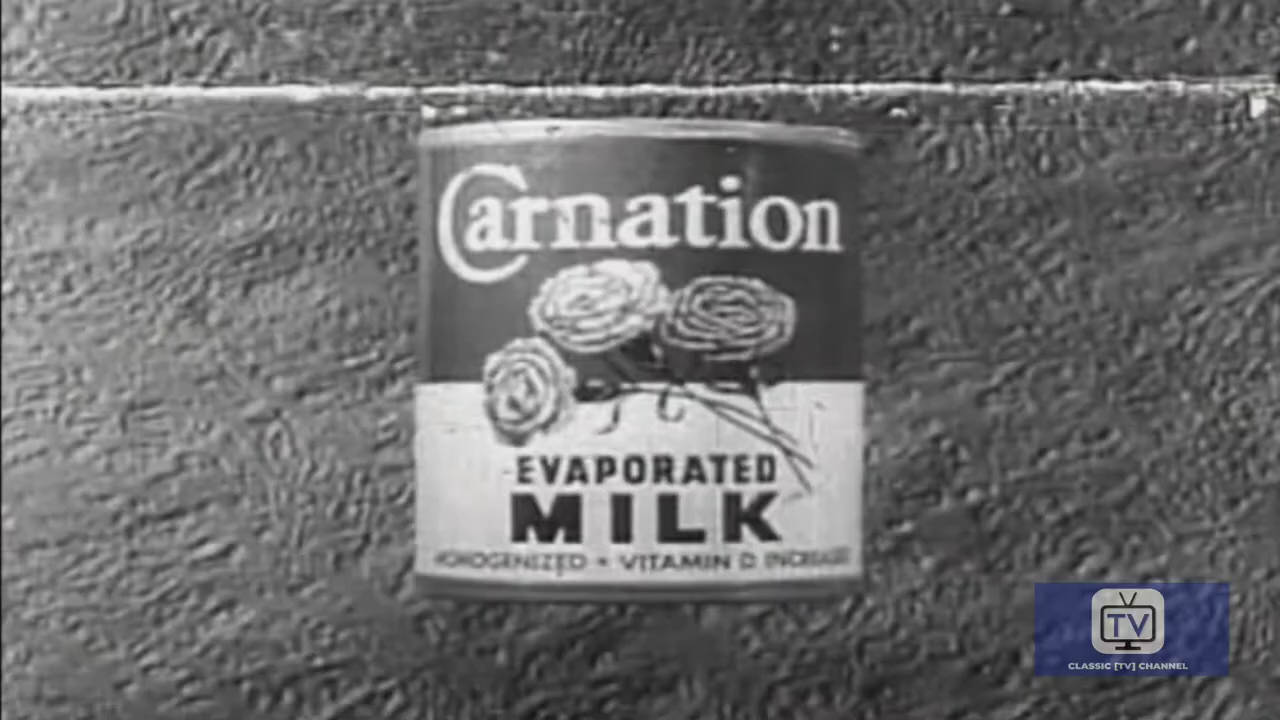 Carnation
EVAPORATED
MILK
HOMOGENIZED • VITAMIN D INCREASED
TV
CLASSIC [TV] CHANNEL